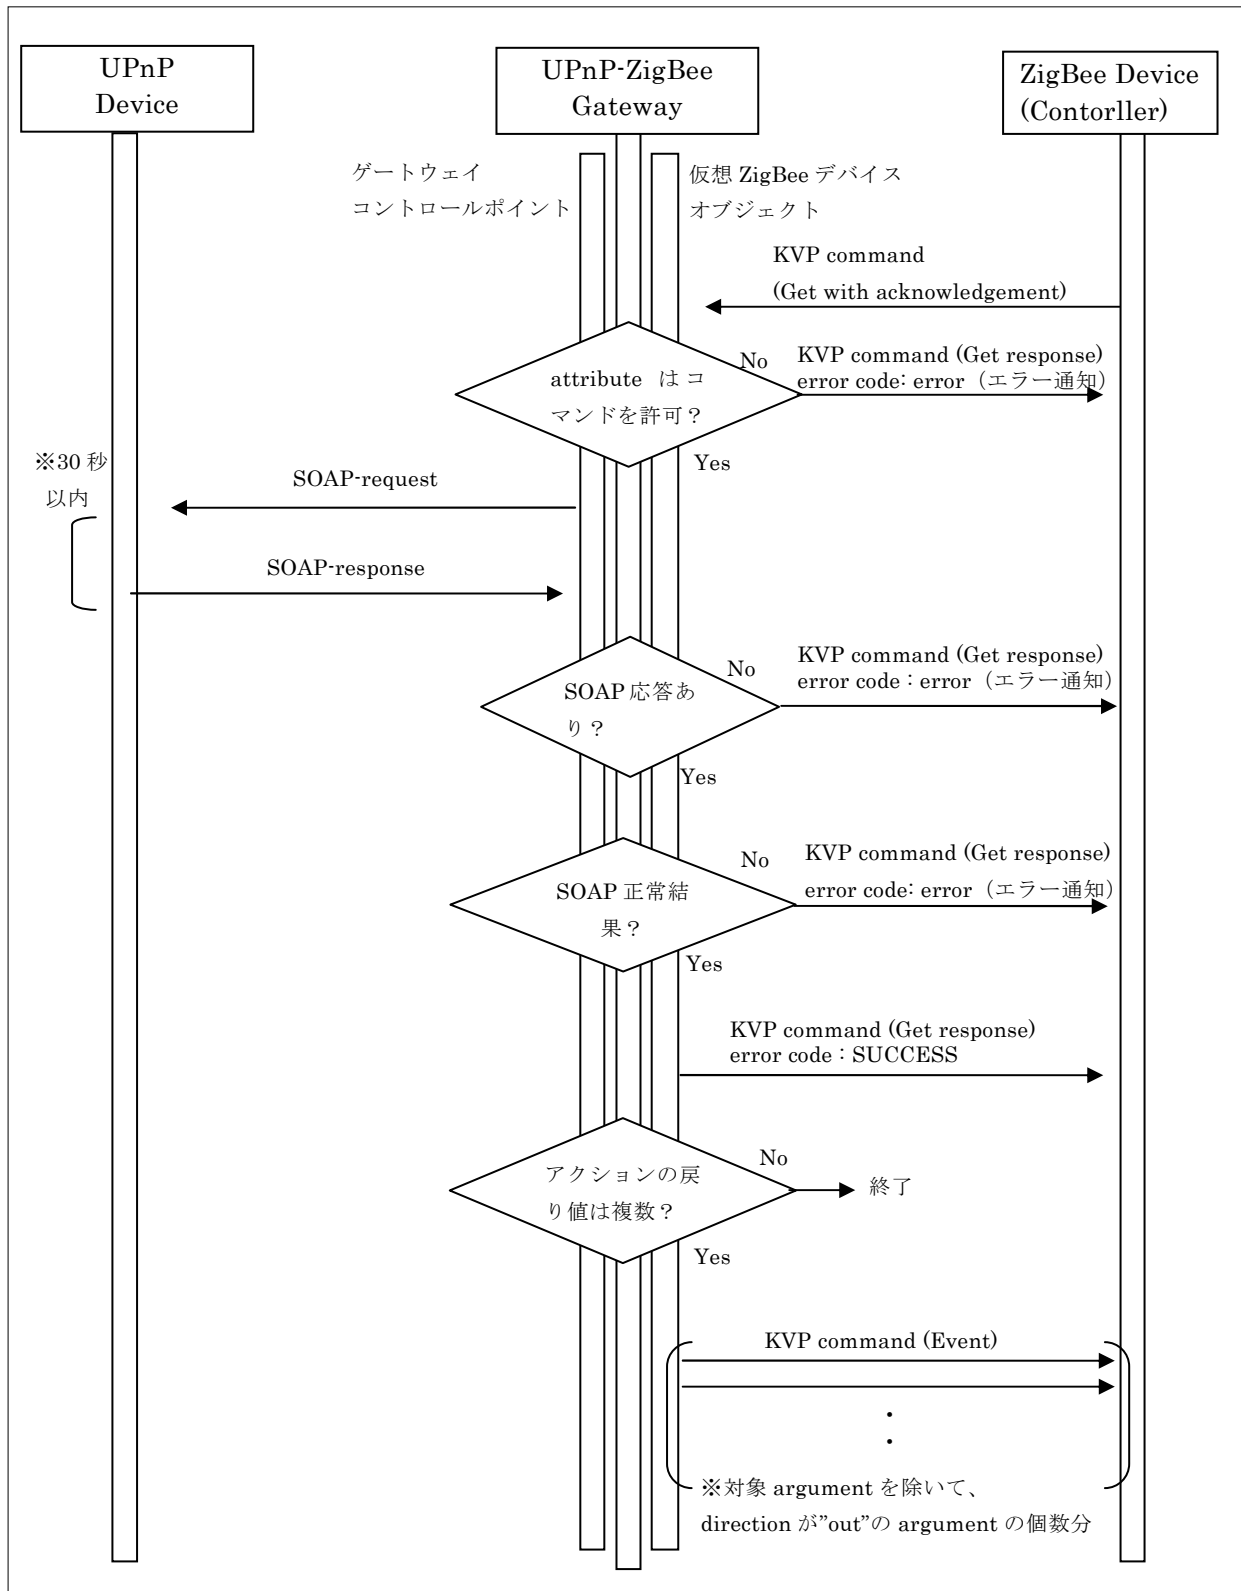 UPnP
Device
UPnP-ZigBee
Gateway
ZigBee Device
(Contorller)
ゲートウェイ
コントロールポイント
仮想 ZigBee デバイス
オブジェクト
KVP command
(Get with acknowledgement)
attribute はコ
マンドを許可？
No
KVP command (Get response)
error code: error（エラー通知）
Yes
※30 秒
以内
SOAP-request
SOAP-response
SOAP 応答あ
り？
No
KVP command (Get response)
error code : error（エラー通知）
Yes
SOAP 正常結
果？
No
KVP command (Get response)
error code: error（エラー通知）
Yes
KVP command (Get response)
error code : SUCCESS
アクションの戻
り値は複数？
No
終了
Yes
KVP command (Event)
・
・
※対象 argument を除いて、
direction が”out”の argument の個数分